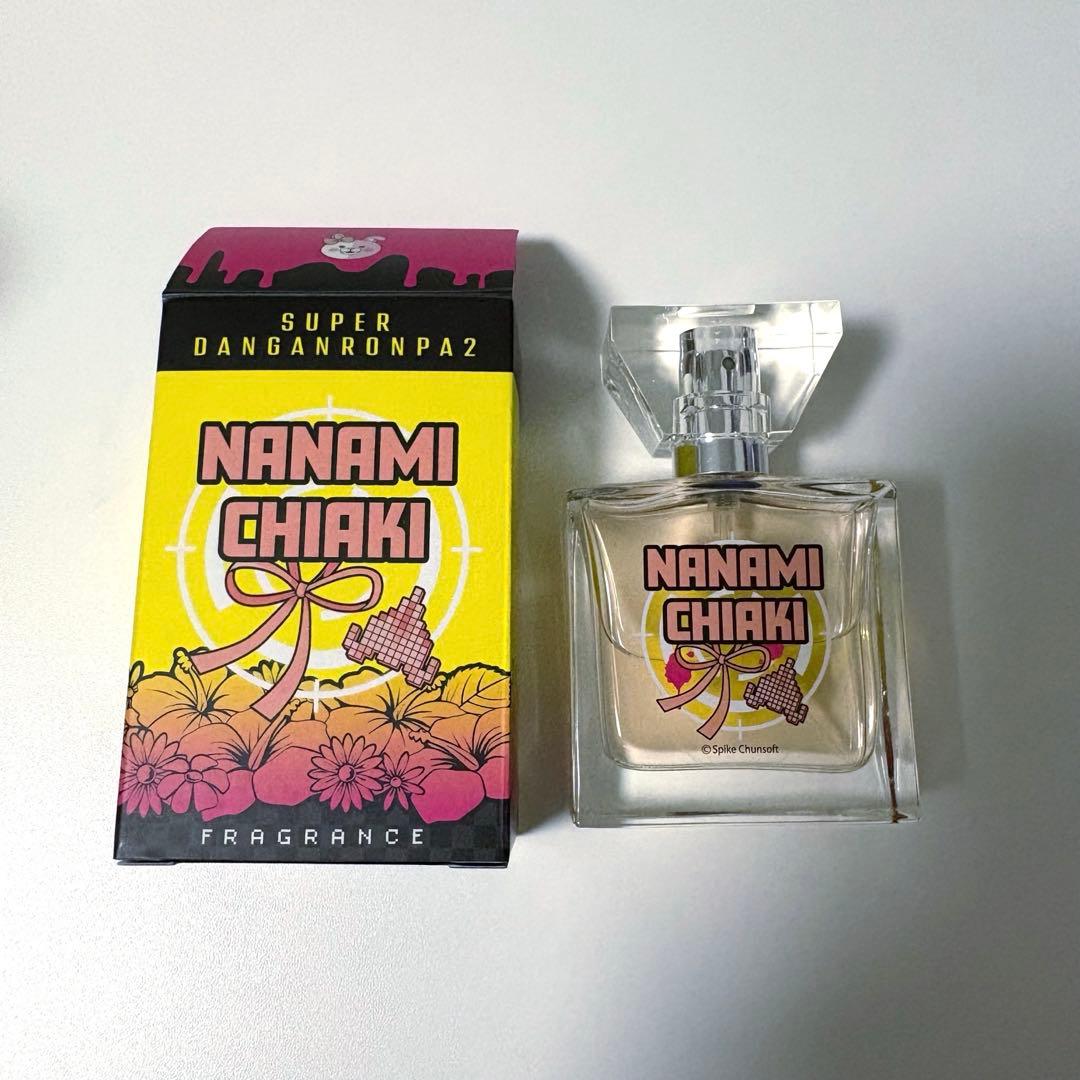 SUPER
DANGANRONPA2
NANAMI
CHIAKI
FRAGRANCE
NANAMI
CHIAKI
©Spike Chunsoft